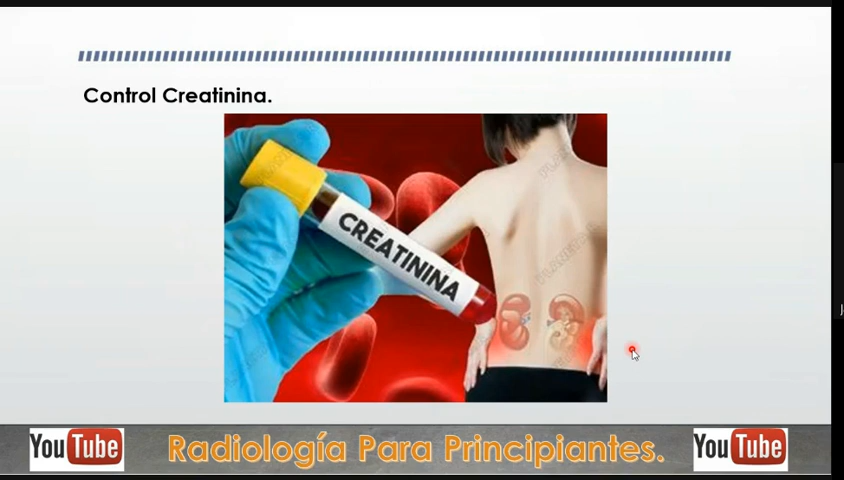 Control Creatinina.
CREATININA
YouTube
Radiología Para Principiantes.
YouTube